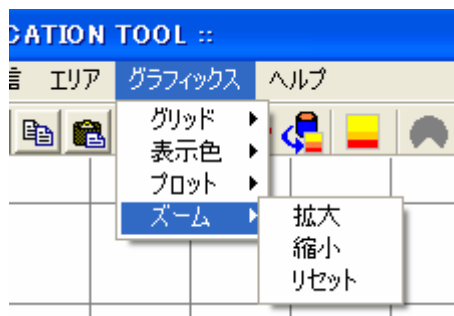 CATION TOOL ::
エリア グラフィックス ヘルプ
グリッド
表示色
プロット
ズーム
拡大
縮小
リセット